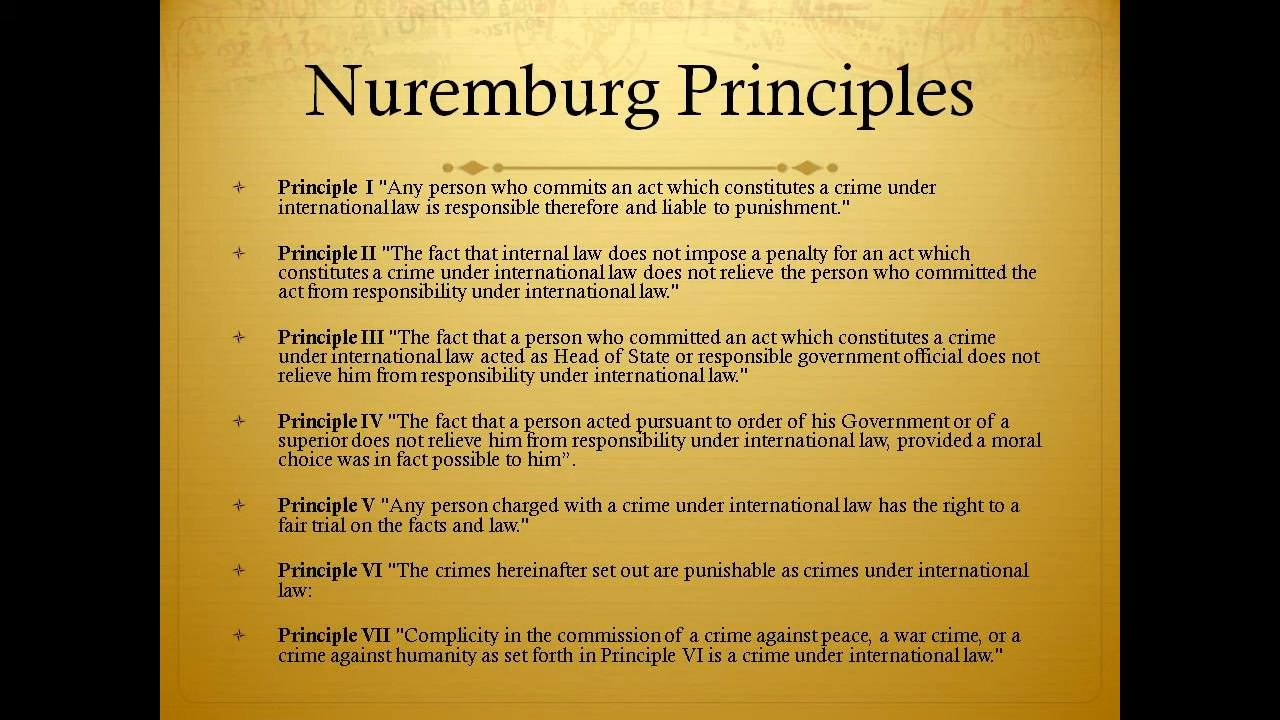 Nuremburg Principles
Principle I "Any person who commits an act which constitutes a crime under
international law is responsible therefore and liable to punishment."
Principle II "The fact that internal law does not impose a penalty for an act which
constitutes a crime under international law does not relieve the person who committed the
act from responsibility under international law."
Principle III "The fact that a person who committed an act which constitutes a crime
under international law acted as Head of State or responsible government official does not
relieve him from responsibility under international law."
Principle IV "The fact that a person acted pursuant to order of his Government or of a
superior does not relieve him from responsibility under international law, provided a moral
choice was in fact possible to him”.
Principle V "Any person charged with a crime under international law has the right to a
fair trial on the facts and law."
Principle VI "The crimes hereinafter set out are punishable as crimes under international
law:
Principle VII "Complicity in the commission of a crime against peace, a war crime, or a
crime against humanity as set forth in Principle VI is a crime under international law."